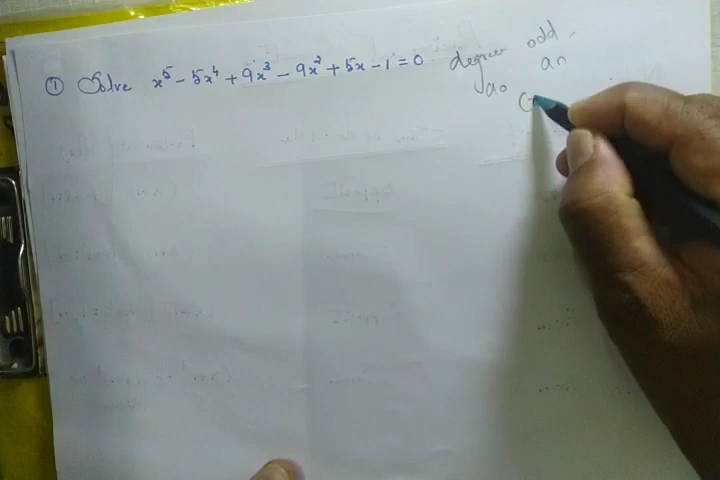 ① Solve x⁵ - 5x⁴ + 9x³ - 9x² + 5x - 1 = 0 degree odd,
a₀ aₙ
(